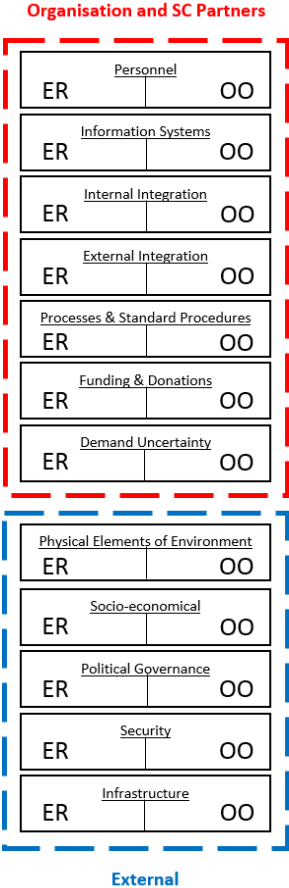 Organisation and SC Partners
Personnel
ER OO
Information Systems
ER OO
Internal Integration
ER OO
External Integration
ER OO
Processes & Standard Procedures
ER OO
Funding & Donations
ER OO
Demand Uncertainty
ER OO
Physical Elements of Environment
ER OO
Socio-economical
ER OO
Political Governance
ER OO
Security
ER OO
Infrastructure
ER OO
External